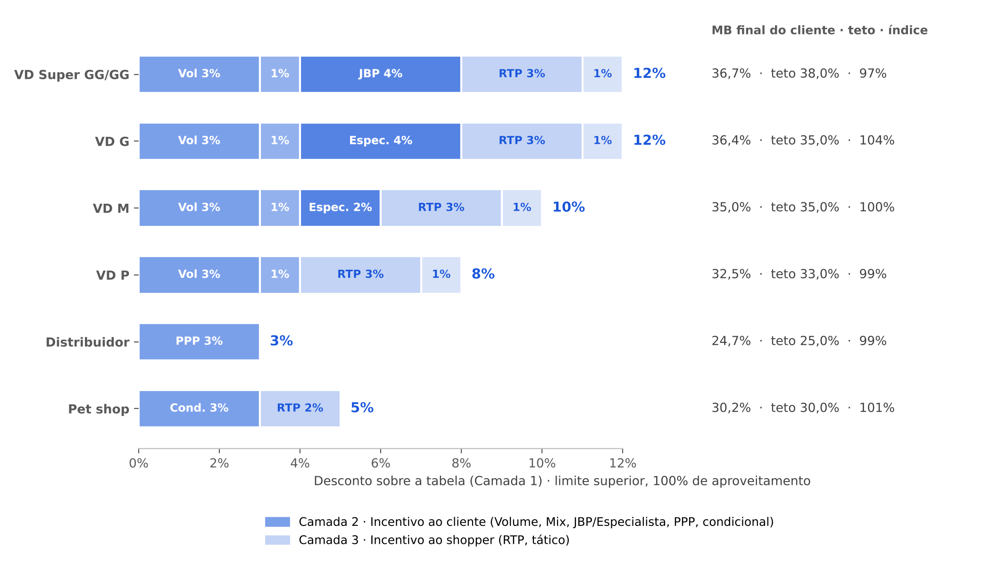 MB final do cliente · teto · índice
VD Super GG/GG Vol 3% 1% JBP 4% RTP 3% 1% 12% 36,7% · teto 38,0% · 97%
VD G Vol 3% 1% Espec. 4% RTP 3% 1% 12% 36,4% · teto 35,0% · 104%
VD M Vol 3% 1% Espec. 2% RTP 3% 1% 10% 35,0% · teto 35,0% · 100%
VD P Vol 3% 1% RTP 3% 1% 8% 32,5% · teto 33,0% · 99%
Distribuidor PPP 3% 3% 24,7% · teto 25,0% · 99%
Pet shop Cond. 3% RTP 2% 5% 30,2% · teto 30,0% · 101%
0% 2% 4% 6% 8% 10% 12%
Desconto sobre a tabela (Camada 1) · limite superior, 100% de aproveitamento
Camada 2 · Incentivo ao cliente (Volume, Mix, JBP/Especialista, PPP, condicional)
Camada 3 · Incentivo ao shopper (RTP, tático)